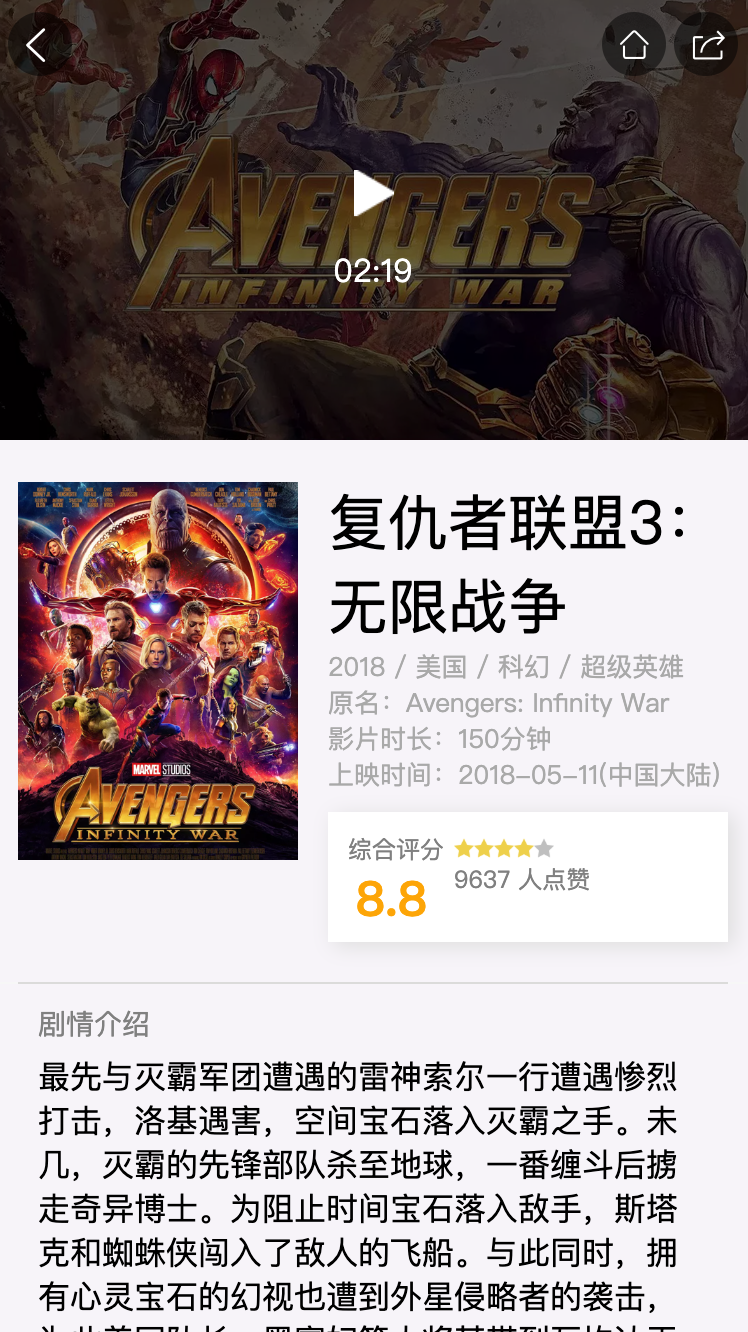 AVENGERS
02:19
INFINITY WAR
复仇者联盟3：
无限战争
2018 / 美国 / 科幻 / 超级英雄
原名：Avengers: Infinity War
影片时长：150分钟
上映时间：2018-05-11(中国大陆)
MARVEL STUDIOS
AVENGERS
INFINITY WAR
综合评分
9637 人点赞
8.8
剧情介绍
最先与灭霸军团遭遇的雷神索尔一行遭遇惨烈
打击，洛基遇害，空间宝石落入灭霸之手。未
几，灭霸的先锋部队杀至地球，一番缠斗后掳
走奇异博士。为阻止时间宝石落入敌手，斯塔
克和蜘蛛侠闯入了敌人的飞船。与此同时，拥
有心灵宝石的幻视也遭到外星侵略者的袭击，